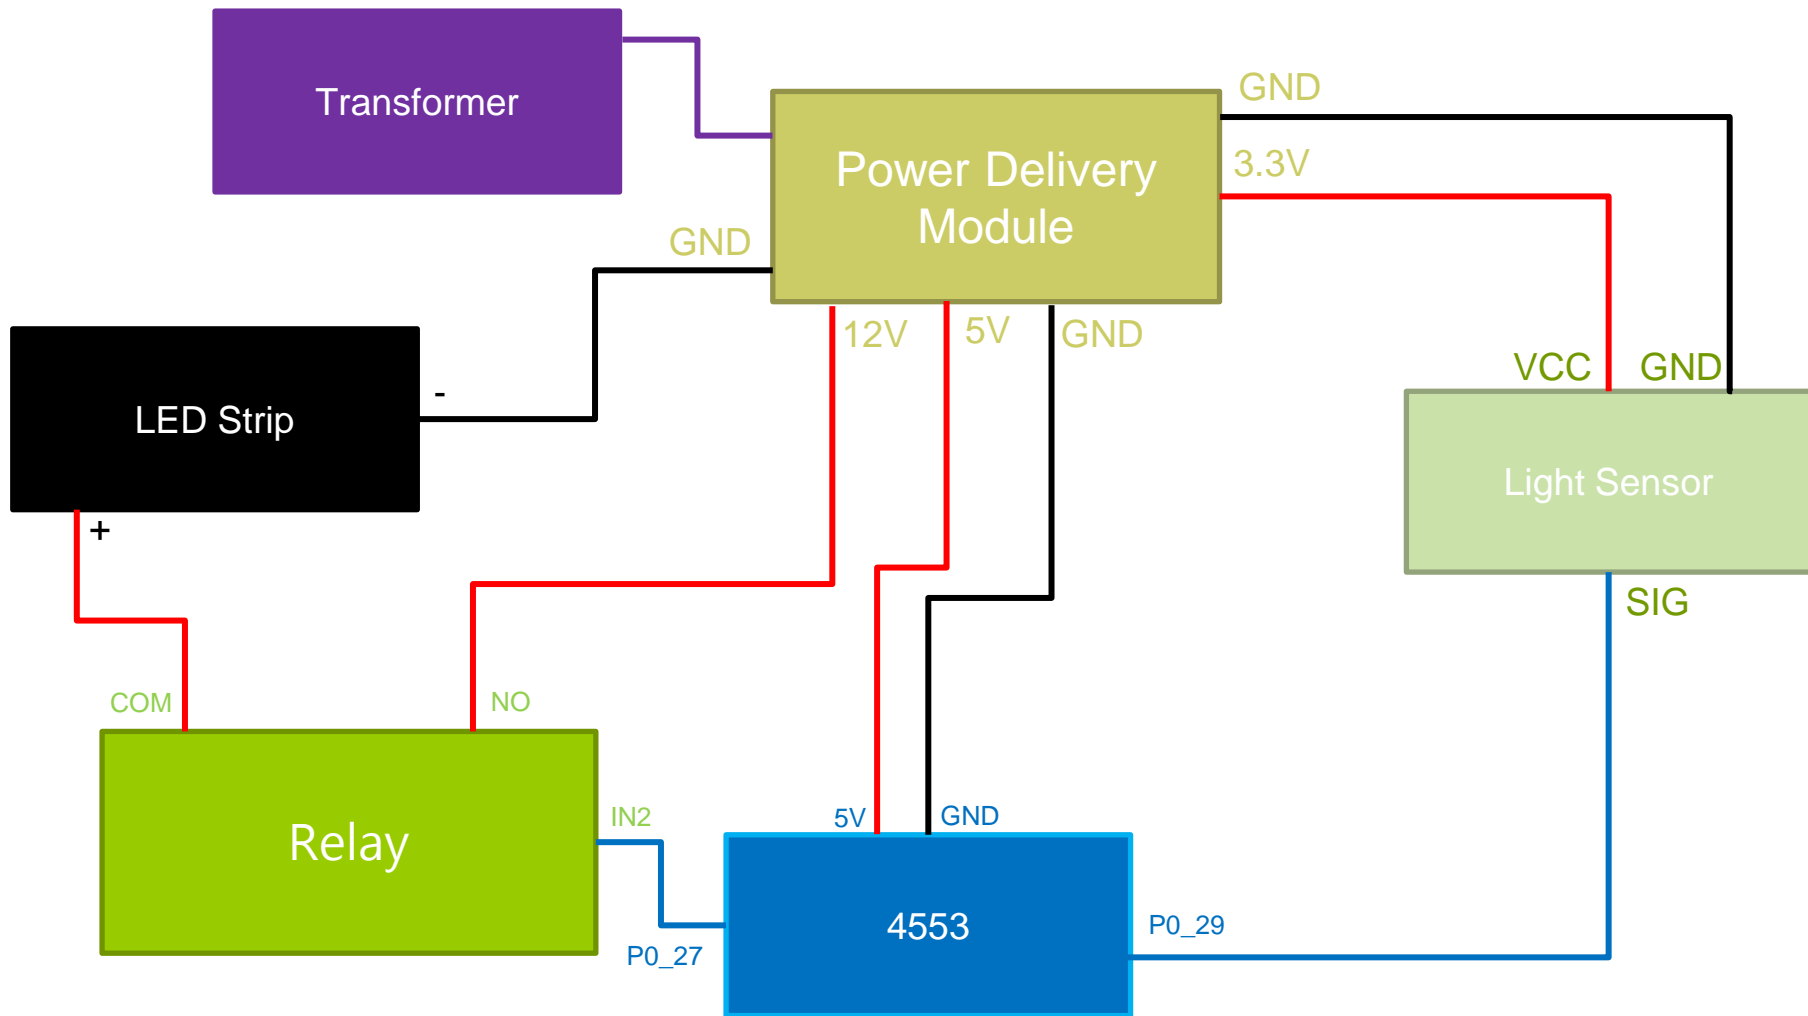 Transformer
GND
Power Delivery
Module
3.3V
GND
12V
5V
GND
VCC
GND
-
LED Strip
Light Sensor
+
SIG
COM
NO
IN2
5V
GND
Relay
4553
P0_29
P0_27